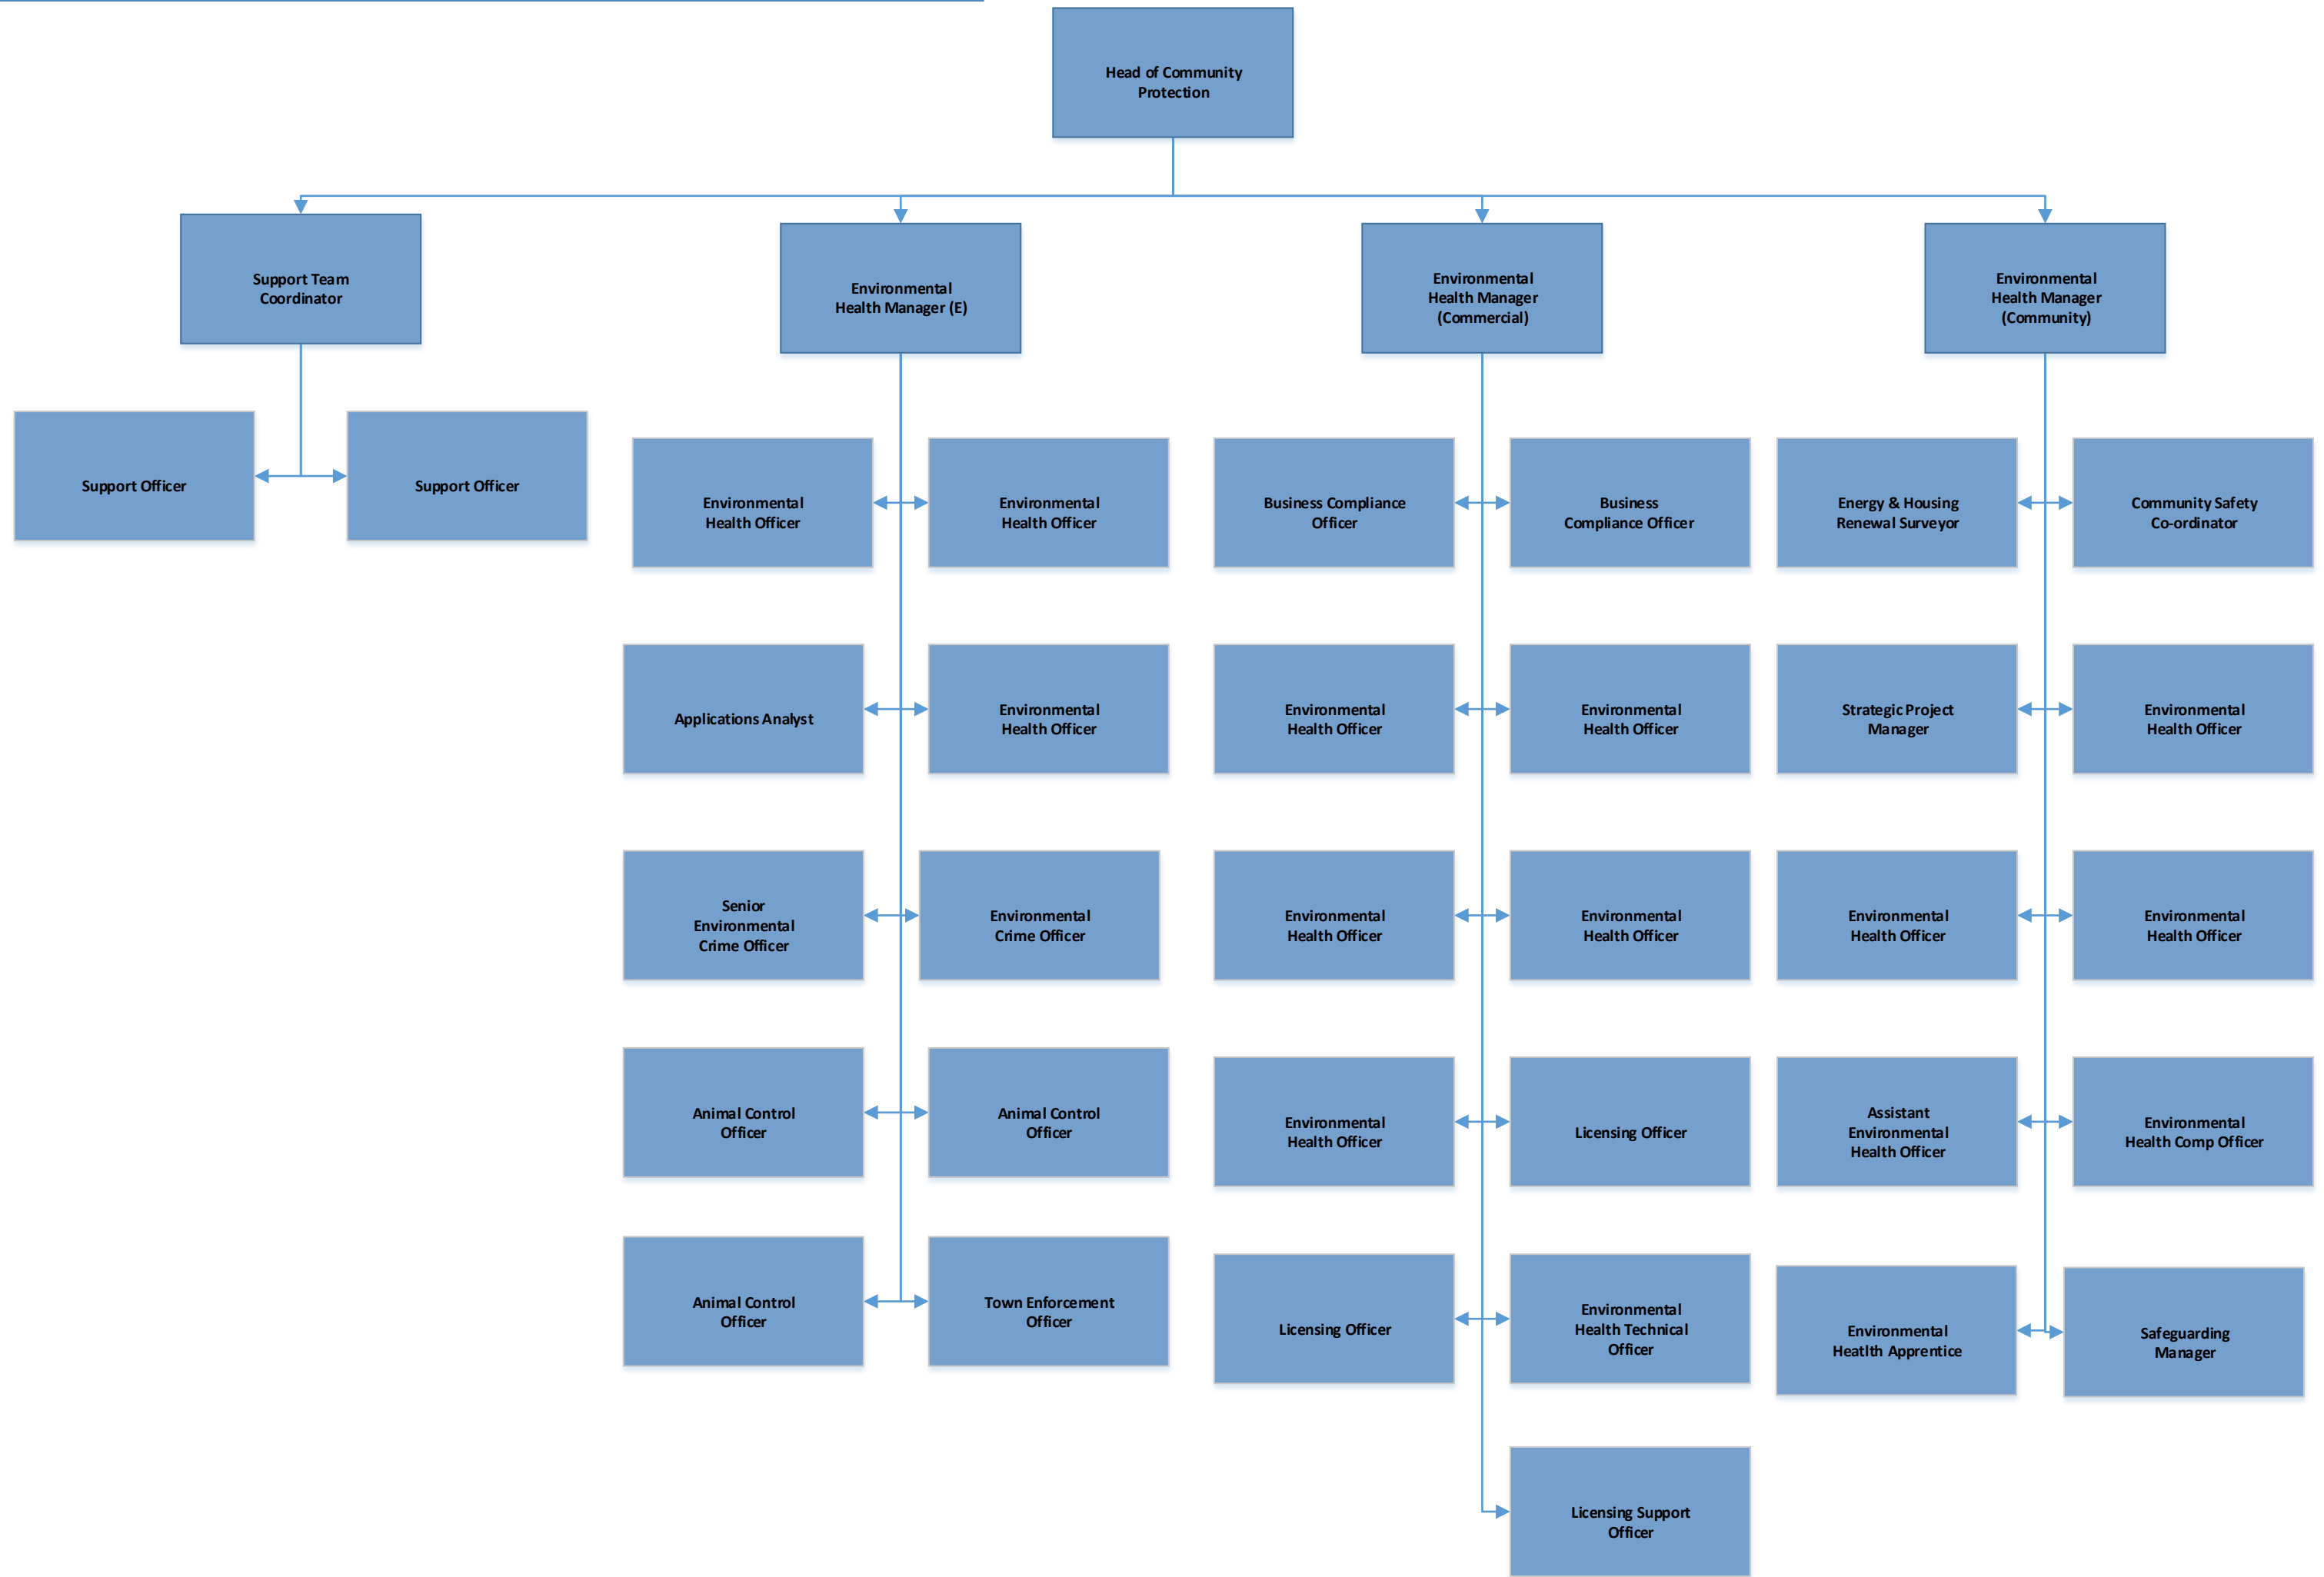 Head of Community
Protection
Support Team
Coordinator
Environmental
Health Manager (E)
Environmental
Health Manager
(Commercial)
Environmental
Health Manager
(Community)
Support Officer
Support Officer
Environmental
Health Officer
Environmental
Health Officer
Business Compliance
Officer
Business
Compliance Officer
Energy & Housing
Renewal Surveyor
Community Safety
Co-ordinator
Applications Analyst
Environmental
Health Officer
Environmental
Health Officer
Environmental
Health Officer
Strategic Project
Manager
Environmental
Health Officer
Senior
Environmental
Crime Officer
Environmental
Crime Officer
Environmental
Health Officer
Environmental
Health Officer
Environmental
Health Officer
Environmental
Health Officer
Animal Control
Officer
Animal Control
Officer
Environmental
Health Officer
Licensing Officer
Assistant
Environmental
Health Officer
Environmental
Health Comp Officer
Animal Control
Officer
Town Enforcement
Officer
Licensing Officer
Environmental
Health Technical
Officer
Environmental
Heatlth Apprentice
Safeguarding
Manager
Licensing Support
Officer